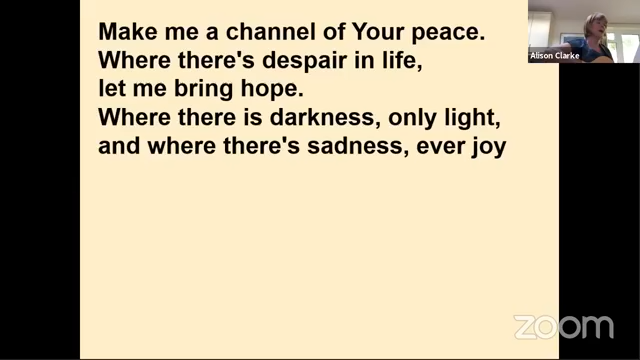 Make me a channel of Your peace.
Where there's despair in life,
let me bring hope.
Where there is darkness, only light,
and where there's sadness, ever joy
Alison Clarke
zoom